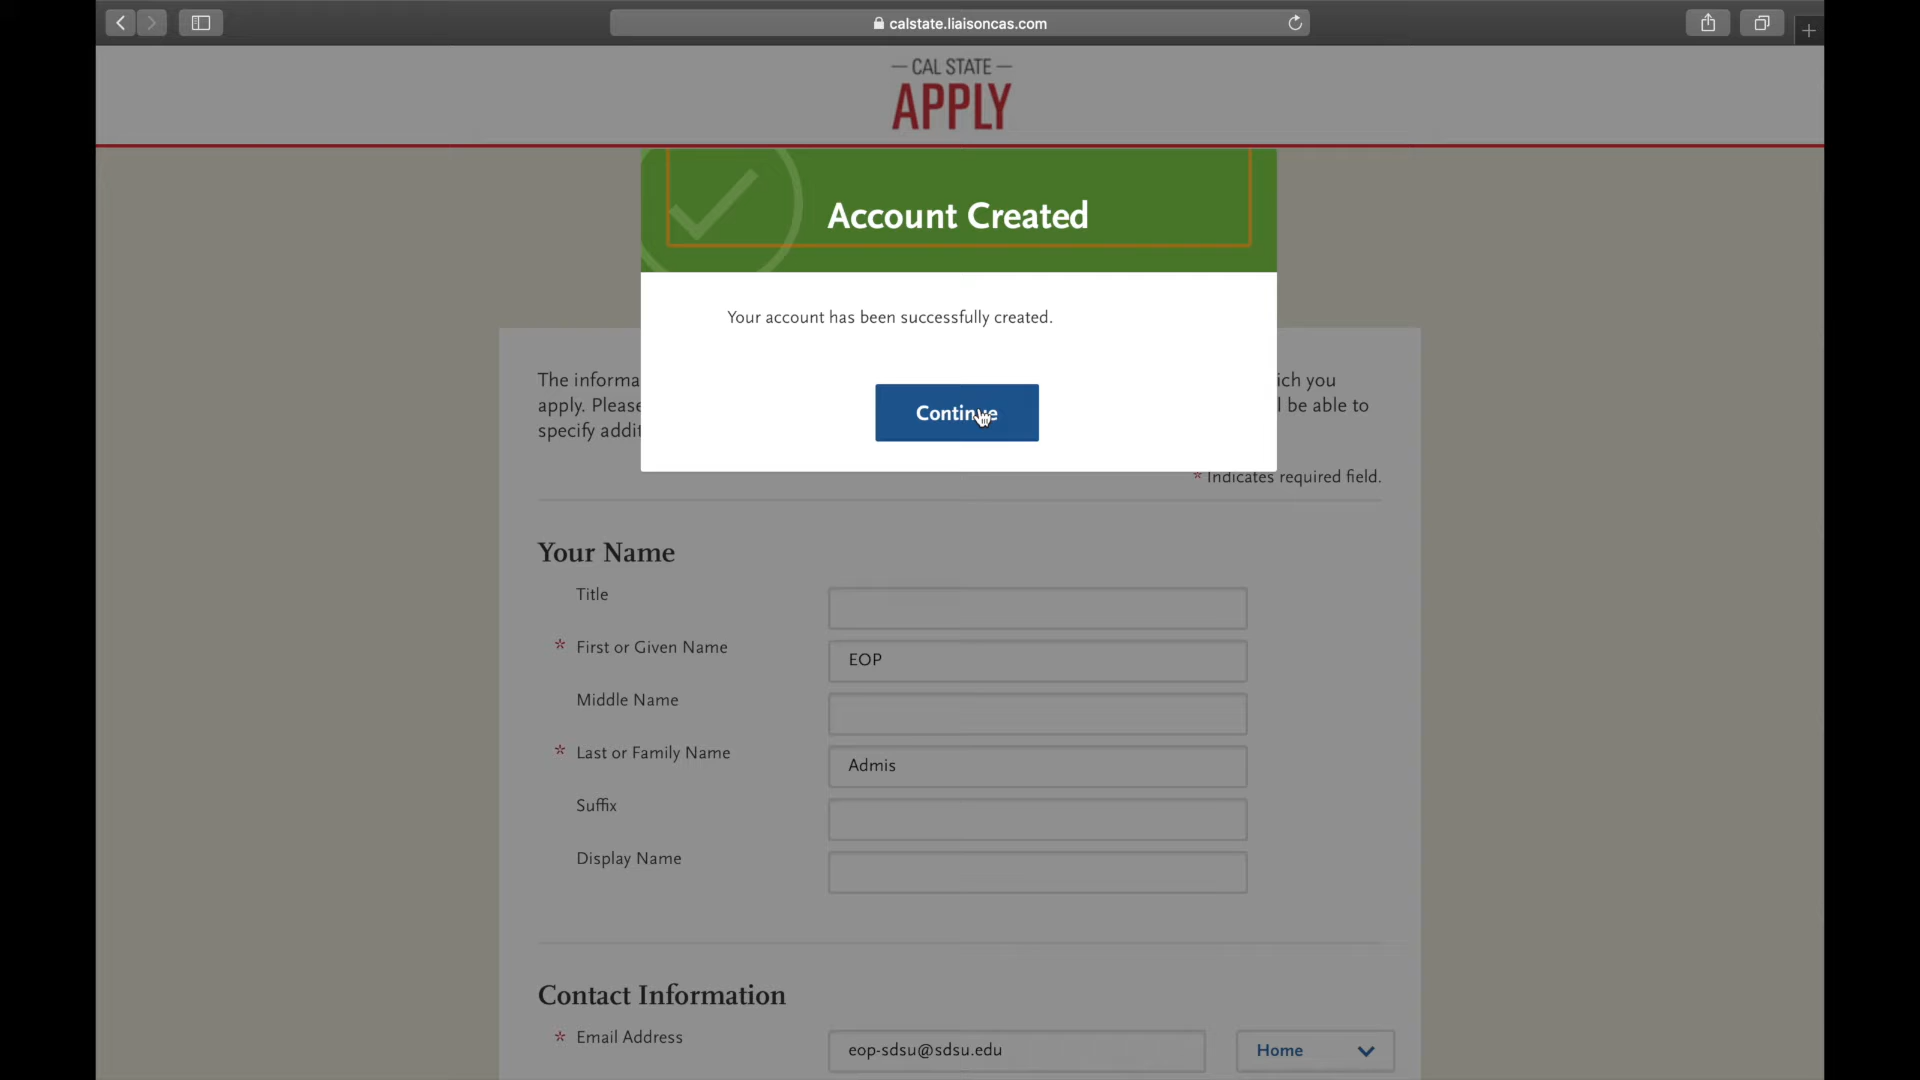 calstate.liaisoncas.com
— CAL STATE —
APPLY
Account Created
Your account has been successfully created.
The informa
ich you
apply. Please
l be able to
specify addit
Continue
* Indicates required field.
Your Name
Title
* First or Given Name
EOP
Middle Name
* Last or Family Name
Admis
Suffix
Display Name
Contact Information
* Email Address
eop-sdsu@sdsu.edu
Home